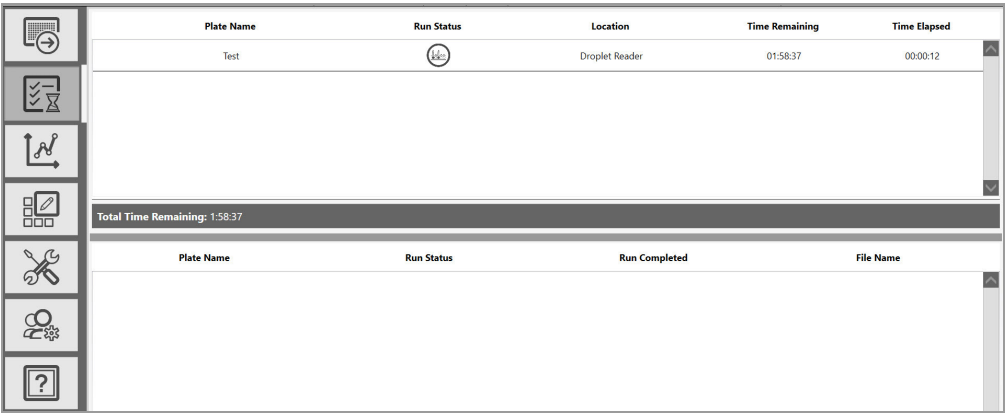 Plate Name Run Status Location Time Remaining Time Elapsed
Test Droplet Reader 01:58:37 00:00:12
Total Time Remaining: 1:58:37
Plate Name Run Status Run Completed File Name
?